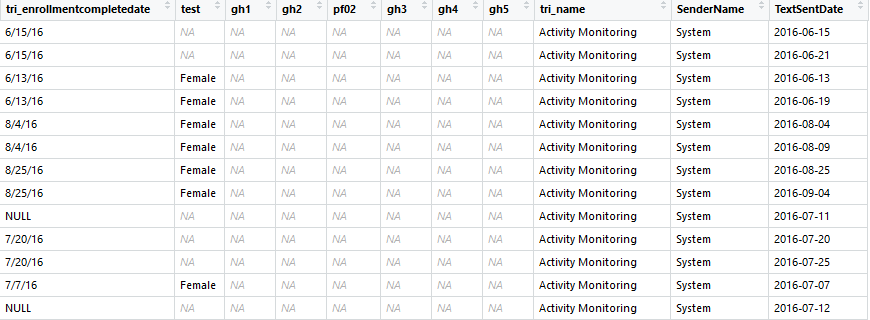 tri_enrollmentcompletedate test gh1 gh2 pf02 gh3 gh4 gh5 tri_name SenderName TextSentDate
6/15/16 NA NA NA NA NA NA NA Activity Monitoring System 2016-06-15
6/15/16 NA NA NA NA NA NA NA Activity Monitoring System 2016-06-21
6/13/16 Female NA NA NA NA NA NA Activity Monitoring System 2016-06-13
6/13/16 Female NA NA NA NA NA NA Activity Monitoring System 2016-06-19
8/4/16 Female NA NA NA NA NA NA Activity Monitoring System 2016-08-04
8/4/16 Female NA NA NA NA NA NA Activity Monitoring System 2016-08-09
8/25/16 Female NA NA NA NA NA NA Activity Monitoring System 2016-08-25
8/25/16 Female NA NA NA NA NA NA Activity Monitoring System 2016-09-04
NULL NA NA NA NA NA NA NA Activity Monitoring System 2016-07-11
7/20/16 NA NA NA NA NA NA NA Activity Monitoring System 2016-07-20
7/20/16 NA NA NA NA NA NA NA Activity Monitoring System 2016-07-25
7/7/16 Female NA NA NA NA NA NA Activity Monitoring System 2016-07-07
NULL NA NA NA NA NA NA NA Activity Monitoring System 2016-07-12